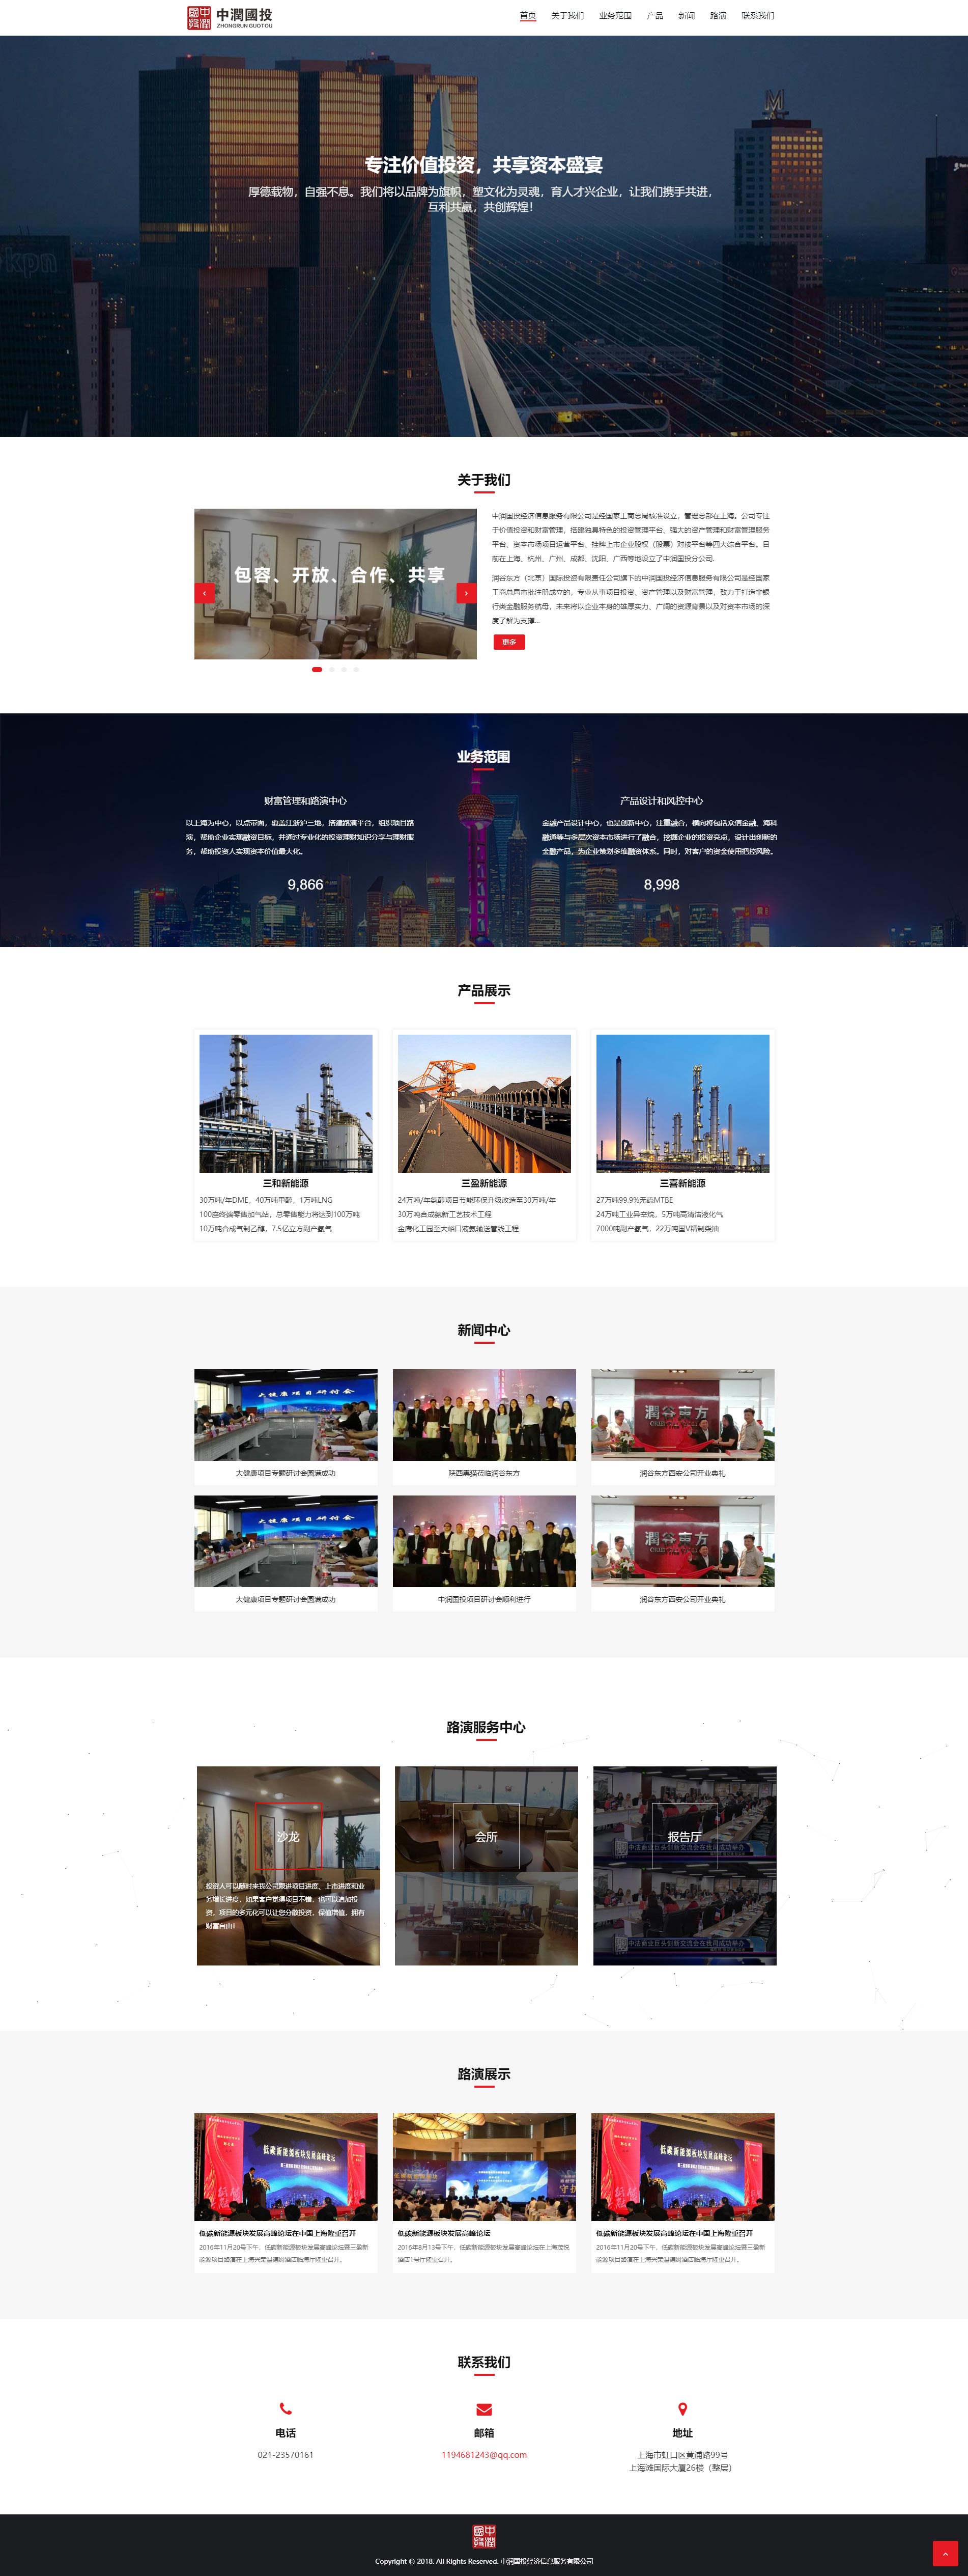 中潤國投
ZHONGRUN GUOTOU
首页
关于我们
业务范围
产品
新闻
路演
联系我们
kpn
专注价值投资，共享资本盛宴
厚德载物，自强不息。我们将以品牌为旗帜，塑文化为灵魂，育人才兴企业，让我们携手共进，
互利共赢，共创辉煌！
关于我们
包容、开放、合作、共享
中润国投经济信息服务有限公司是经国家工商总局核准设立，管理总部在上海。公司专注
于价值投资和财富管理，搭建独具特色的投资管理平台、强大的资产管理和财富管理服务
平台、资本市场项目运营平台、挂牌上市企业股权（股票）对接平台等四大综合平台。目
前在上海、杭州、广州、成都、沈阳、广西等地设立了中润国投分公司.
润谷东方（北京）国际投资有限责任公司旗下的中润国投经济信息服务有限公司是经国家
工商总局审批注册成立的，专业从事项目投资、资产管理以及财富管理，致力于打造非银
行类金融服务航母，未来将以企业本身的雄厚实力、广阔的资源背景以及对资本市场的深
度了解为支撑...
更多
业务范围
财富管理和路演中心
以上海为中心，以点带面，覆盖江浙沪三地，搭建路演平台，组织项目路
演，帮助企业实现融资目标，并通过专业化的投资理财知识分享与理财服
务，帮助投资人实现资本价值最大化。
9,866
产品设计和风控中心
金融产品设计中心，也是创新中心，注重融合，横向将包括众信金融、海科
融通等与多层次资本市场进行了融合，挖掘企业的投资亮点，设计出创新的
金融产品，为企业策划多维融资体系。同时，对客户的资金使用把控风险。
8,998
产品展示
三和新能源
30万吨/年DME，40万吨甲醇，1万吨LNG
100座终端零售加气站，总零售能力将达到100万吨
10万吨合成气制乙醇，7.5亿立方副产氢气
三盈新能源
24万吨/年氨醇项目节能环保升级改造至30万吨/年
30万吨合成氨新工艺技术工程
金鹰化工园至大峪口液氨输送管线工程
三喜新能源
27万吨99.9%无硫MTBE
24万吨工业异辛烷，5万吨高清洁液化气
7000吨副产氢气，22万吨国V精制柴油
新闻中心
大健康项目研讨会
潤谷東方
大健康项目专题研讨会圆满成功
陕西黑猫莅临润谷东方
润谷东方西安公司开业典礼
大健康项目研讨会
潤谷東方
大健康项目专题研讨会圆满成功
中润国投项目研讨会顺利进行
润谷东方西安公司开业典礼
路演服务中心
沙龙
投资人可以随时来我公司跟进项目进度、上市进度和业
务增长进度，如果客户觉得项目不错，也可以追加投
资，项目的多元化可以让您分散投资，保值增值，拥有
财富自由！
会所
报告厅
路演展示
低碳新能源板块发展高峰论坛
低碳新能源板块发展高峰论坛
低碳新能源板块发展高峰论坛在中国上海隆重召开
2016年11月20号下午，低碳新能源板块发展高峰论坛暨三盈新
能源项目路演在上海兴荣温德姆酒店临海厅隆重召开。
低碳新能源板块发展高峰论坛
2016年8月13号下午，低碳新能源板块发展高峰论坛在上海茂悦
酒店1号厅隆重召开。
低碳新能源板块发展高峰论坛在中国上海隆重召开
2016年11月20号下午，低碳新能源板块发展高峰论坛暨三盈新
能源项目路演在上海兴荣温德姆酒店临海厅隆重召开。
联系我们
电话
021-23570161
邮箱
1194681243@qq.com
地址
上海市虹口区黄浦路99号
上海滩国际大厦26楼（整层）
Copyright © 2018. All Rights Reserved. 中润国投经济信息服务有限公司